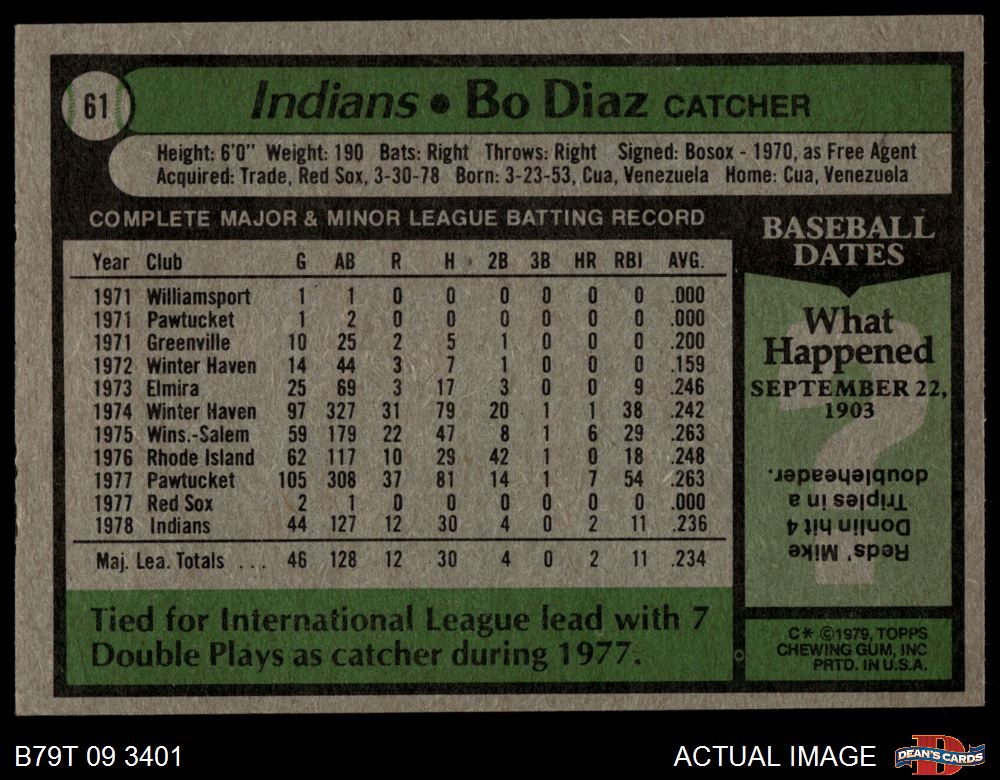 61
Indians • Bo Diaz CATCHER
Height: 6'0" Weight: 190 Bats: Right Throws: Right Signed: Bosox - 1970, as Free Agent
Acquired: Trade, Red Sox, 3-30-78 Born: 3-23-53, Cua, Venezuela Home: Cua, Venezuela
COMPLETE MAJOR & MINOR LEAGUE BATTING RECORD
Year Club G AB R H 2B 3B HR RBI AVG.
1971 Williamsport 1 1 0 0 0 0 0 0 .000
1971 Pawtucket 1 2 0 0 0 0 0 0 .000
1971 Greenville 10 25 2 5 1 0 0 0 .200
1972 Winter Haven 14 44 3 7 1 0 0 0 .159
1973 Elmira 25 69 3 17 3 0 0 9 .246
1974 Winter Haven 97 327 31 79 20 1 1 38 .242
1975 Wins.-Salem 59 179 22 47 8 1 6 29 .263
1976 Rhode Island 62 117 10 29 42 1 0 18 .248
1977 Pawtucket 105 308 37 81 14 1 7 54 .263
1977 Red Sox 2 1 0 0 0 0 0 0 .000
1978 Indians 44 127 12 30 4 0 2 11 .236
Maj. Lea. Totals ... 46 128 12 30 4 0 2 11 .234
Tied for International League lead with 7
Double Plays as catcher during 1977.
BASEBALL
DATES
What
Happened
SEPTEMBER 22,
1903
Reds' Mike
Donlin hit 4
Triples in a
doubleheader.
C* ©1979, TOPPS
CHEWING GUM, INC
PRTD. IN U.S.A.
B79T 09 3401
ACTUAL IMAGE
DEAN'S CARDS